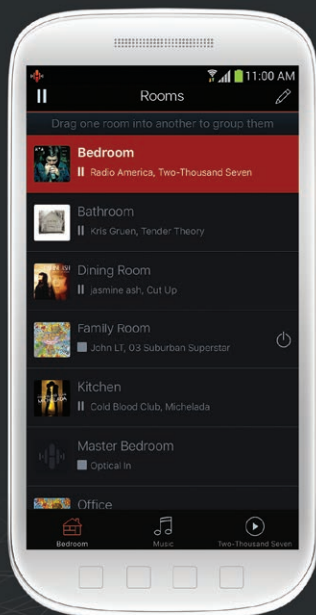 11:00 AM
Rooms
Drag one room into another to group them
Bedroom
Radio America, Two-Thousand Seven
Bathroom
Kris Gruen, Tender Theory
Dining Room
jasmine ash, Cut Up
Family Room
John LT, 03 Suburban Superstar
Kitchen
Cold Blood Club, Michelada
Master Bedroom
Optical In
Office
Bedroom
Music
Two-Thousand Seven